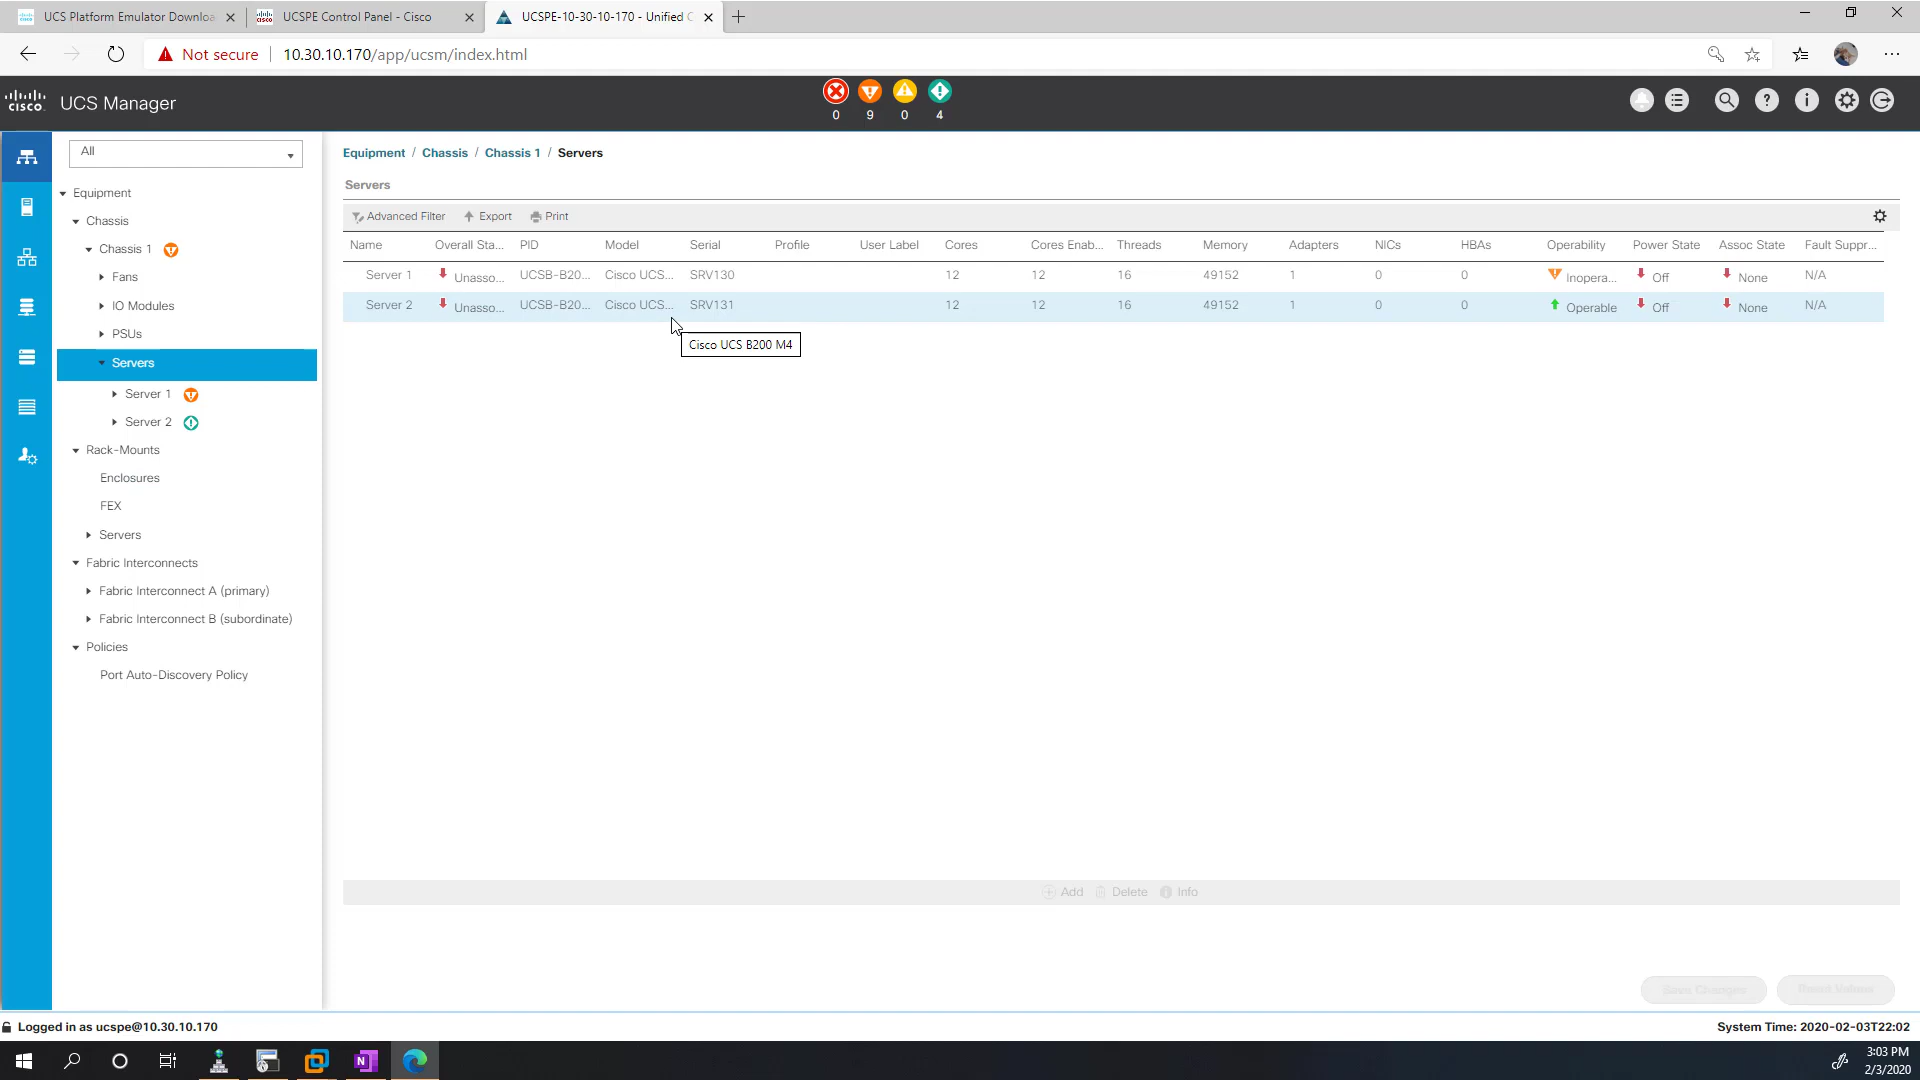 UCS Platform Emulator Downloa
UCSPE Control Panel - Cisco
UCSPE-10-30-10-170 - Unified C
Not secure
10.30.10.170/app/ucsm/index.html
cisco
UCS Manager
0 9 0 4
All
Equipment
Chassis
Chassis 1
Fans
IO Modules
PSUs
Servers
Server 1
Server 2
Rack-Mounts
Enclosures
FEX
Servers
Fabric Interconnects
Fabric Interconnect A (primary)
Fabric Interconnect B (subordinate)
Policies
Port Auto-Discovery Policy
Equipment / Chassis / Chassis 1 / Servers
Servers
Advanced Filter Export Print
Name Overall Sta... PID Model Serial Profile User Label Cores Cores Enab... Threads Memory Adapters NICs HBAs Operability Power State Assoc State Fault Suppr...
Server 1 Unasso... UCSB-B20... Cisco UCS... SRV130 12 12 16 49152 1 0 0 Inopera... Off None N/A
Server 2 Unasso... UCSB-B20... Cisco UCS... SRV131 12 12 16 49152 1 0 0 Operable Off None N/A
Cisco UCS B200 M4
Add Delete Info
Save Changes Reset Values
Logged in as ucspe@10.30.10.170
System Time: 2020-02-03T22:02
3:03 PM
2/3/2020